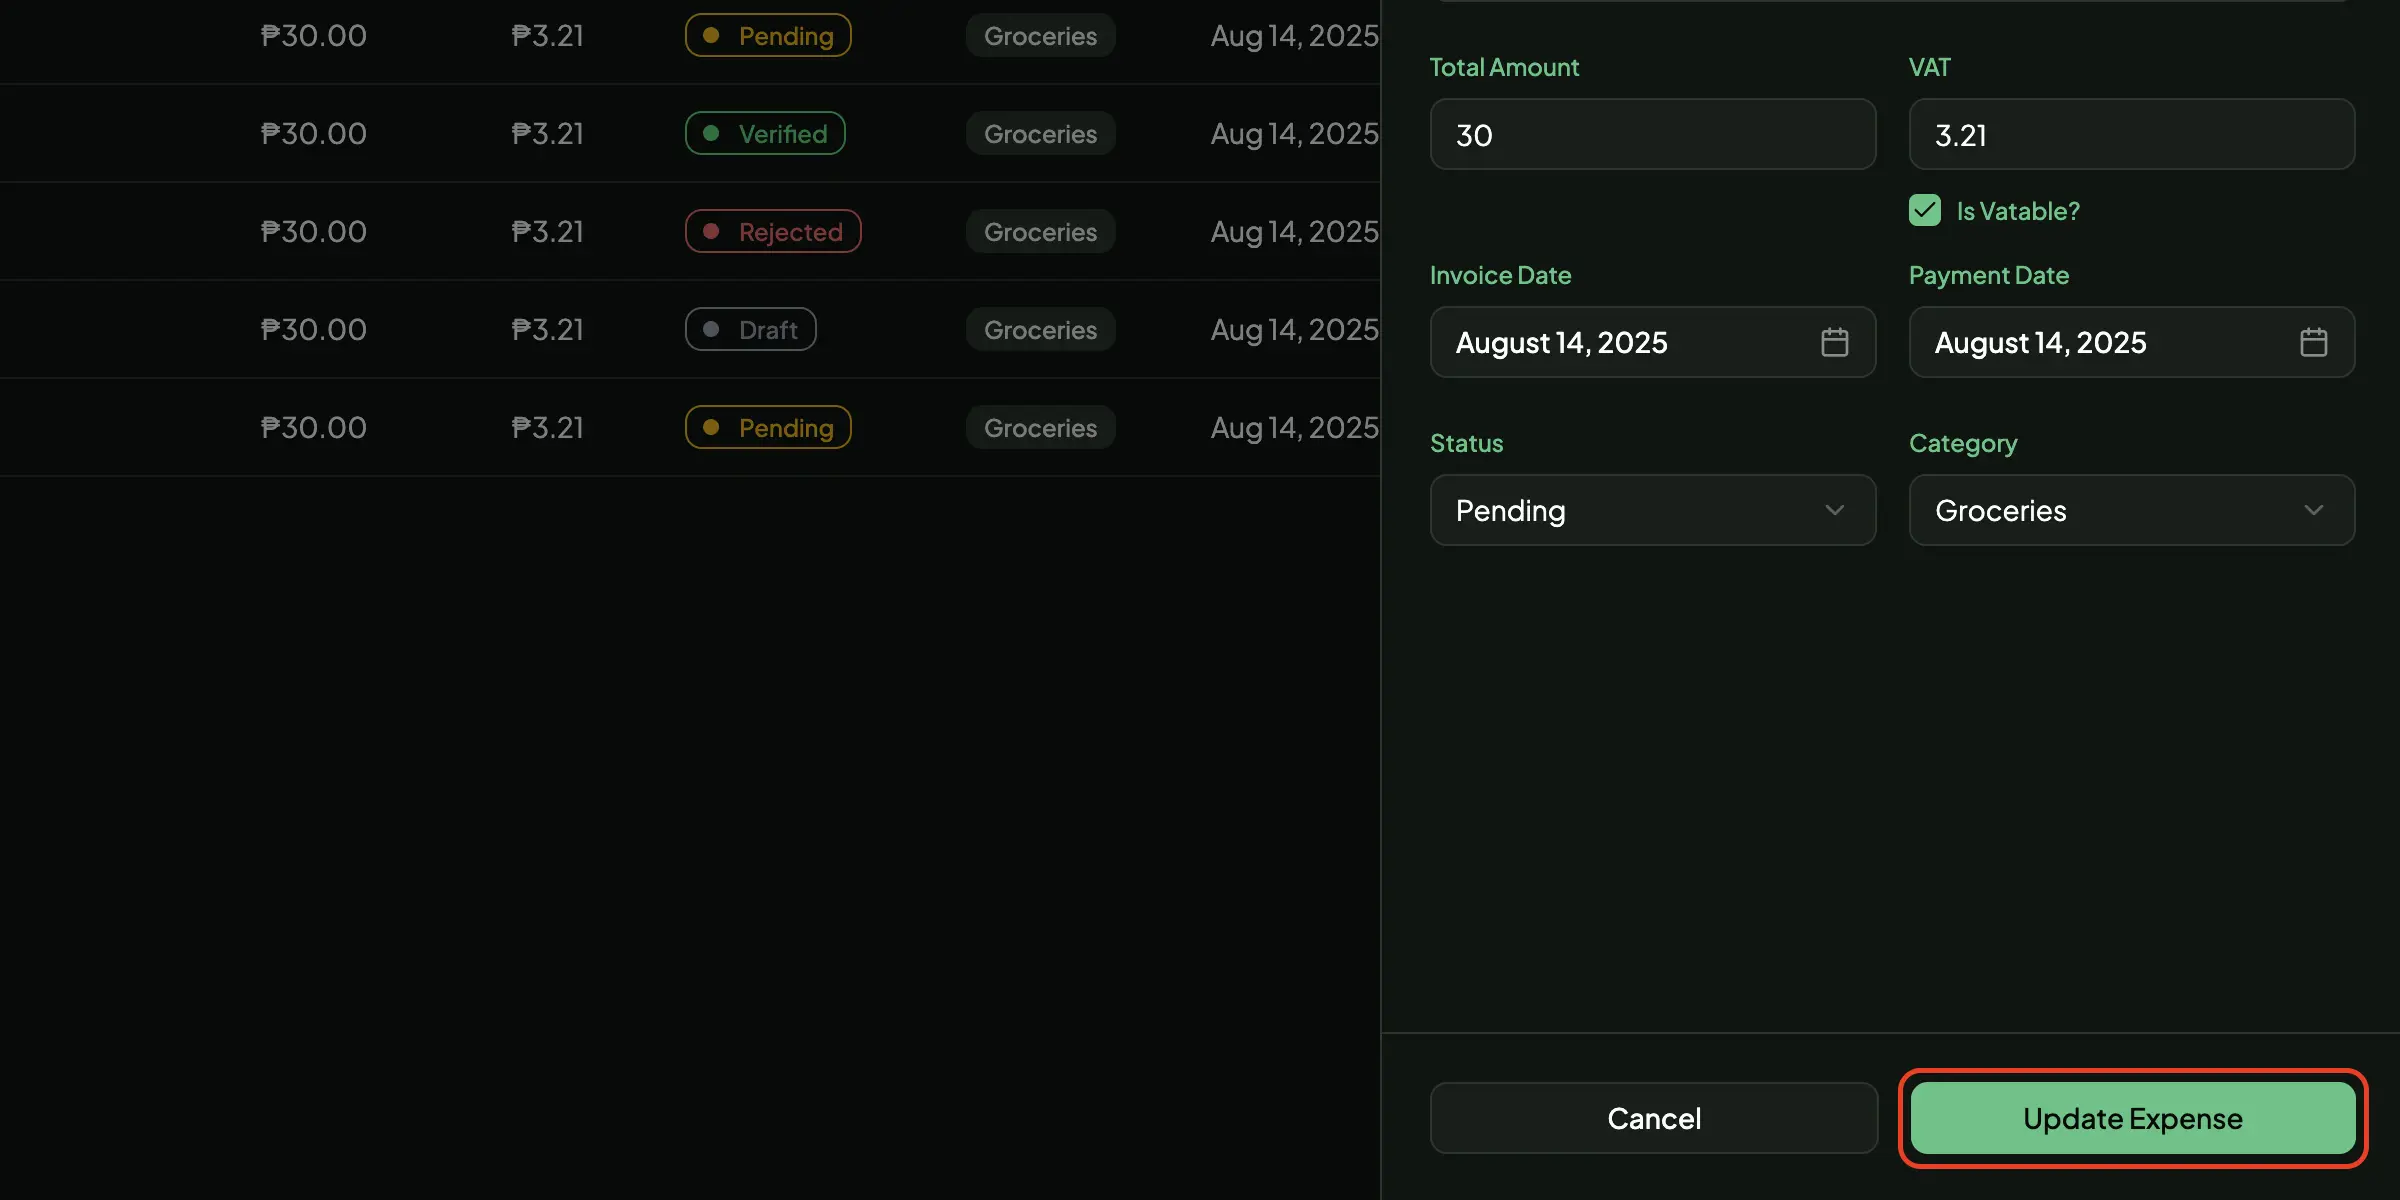 ₱30.00 ₱3.21 Pending Groceries Aug 14, 2025
₱30.00 ₱3.21 Verified Groceries Aug 14, 2025
₱30.00 ₱3.21 Rejected Groceries Aug 14, 2025
₱30.00 ₱3.21 Draft Groceries Aug 14, 2025
₱30.00 ₱3.21 Pending Groceries Aug 14, 2025
Total Amount VAT
30 3.21
Is Vatable?
Invoice Date Payment Date
August 14, 2025 August 14, 2025
Status Category
Pending Groceries
Cancel Update Expense